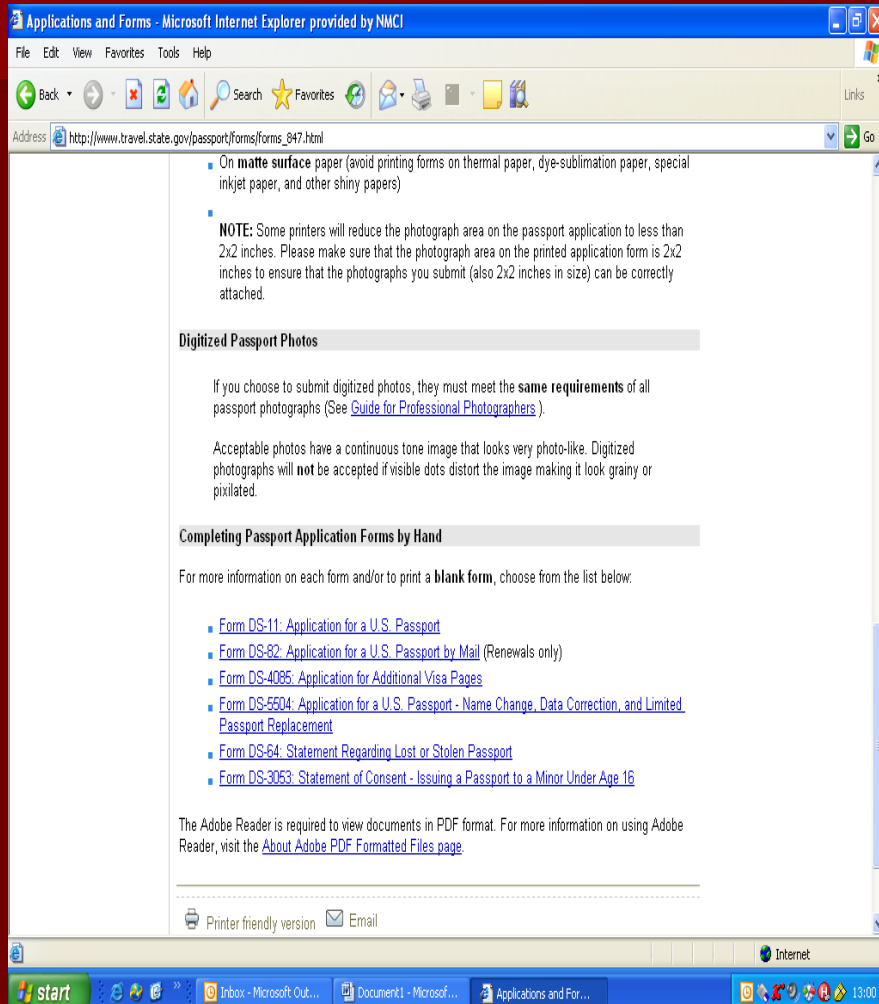 Applications and Forms - Microsoft Internet Explorer provided by NMCI
File Edit View Favorites Tools Help
Back Search Favorites Links
Address http://www.travel.state.gov/passport/forms/forms_847.html Go
On matte surface paper (avoid printing forms on thermal paper, dye-sublimation paper, special
inkjet paper, and other shiny papers)
NOTE: Some printers will reduce the photograph area on the passport application to less than
2x2 inches. Please make sure that the photograph area on the printed application form is 2x2
inches to ensure that the photographs you submit (also 2x2 inches in size) can be correctly
attached.
Digitized Passport Photos
If you choose to submit digitized photos, they must meet the same requirements of all
passport photographs (See Guide for Professional Photographers ).
Acceptable photos have a continuous tone image that looks very photo-like. Digitized
photographs will not be accepted if visible dots distort the image making it look grainy or
pixilated.
Completing Passport Application Forms by Hand
For more information on each form and/or to print a blank form, choose from the list below:
Form DS-11: Application for a U.S. Passport
Form DS-82: Application for a U.S. Passport by Mail (Renewals only)
Form DS-4085: Application for Additional Visa Pages
Form DS-5504: Application for a U.S. Passport - Name Change, Data Correction, and Limited
Passport Replacement
Form DS-64: Statement Regarding Lost or Stolen Passport
Form DS-3053: Statement of Consent - Issuing a Passport to a Minor Under Age 16
The Adobe Reader is required to view documents in PDF format. For more information on using Adobe
Reader, visit the About Adobe PDF Formatted Files page.
Printer friendly version Email
Internet
start Inbox - Microsoft Out... Document1 - Microsof... Applications and For... 13:00